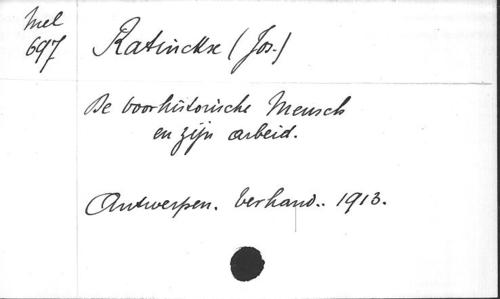 Mel
697
Ratinckx (Jos.)
De voorhistorische Mensch
en zijn arbeid.
Antwerpen. Verhand.. 1913.